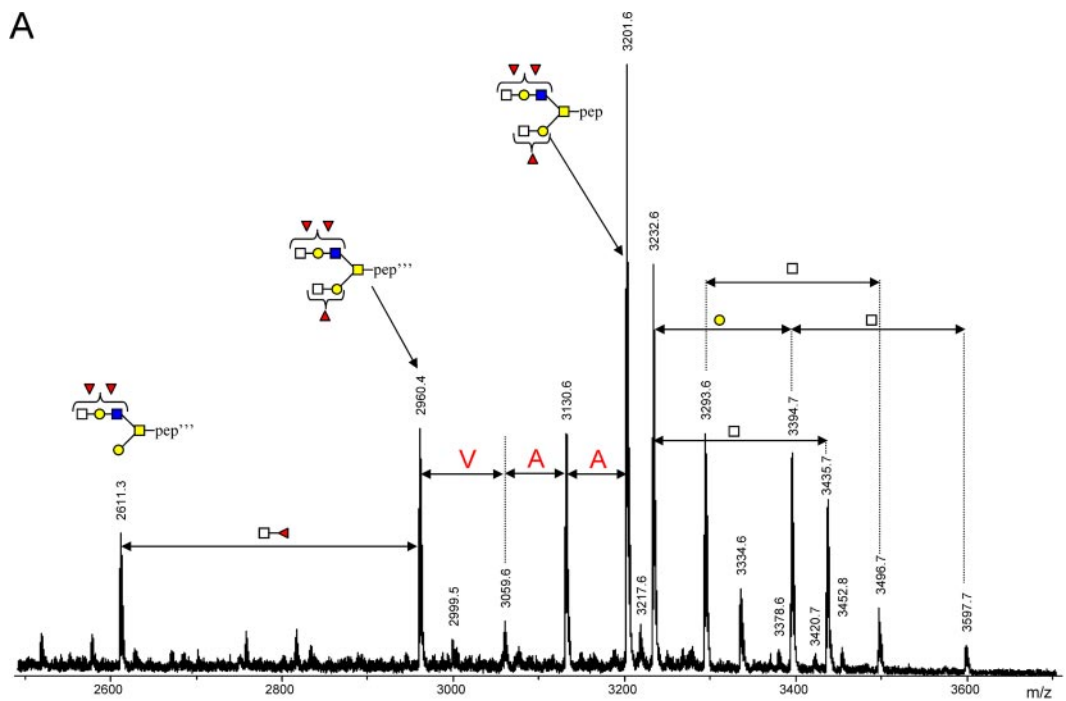 A
3201.6
pep
3232.6
pep’’’
2960.4
3130.6
3293.6
3394.7
pep’’’
3435.7
2611.3
V
A
A
2999.5
3059.6
3217.6
3334.6
3378.6
3420.7
3452.8
3496.7
3597.7
2600
2800
3000
3200
3400
3600
m/z